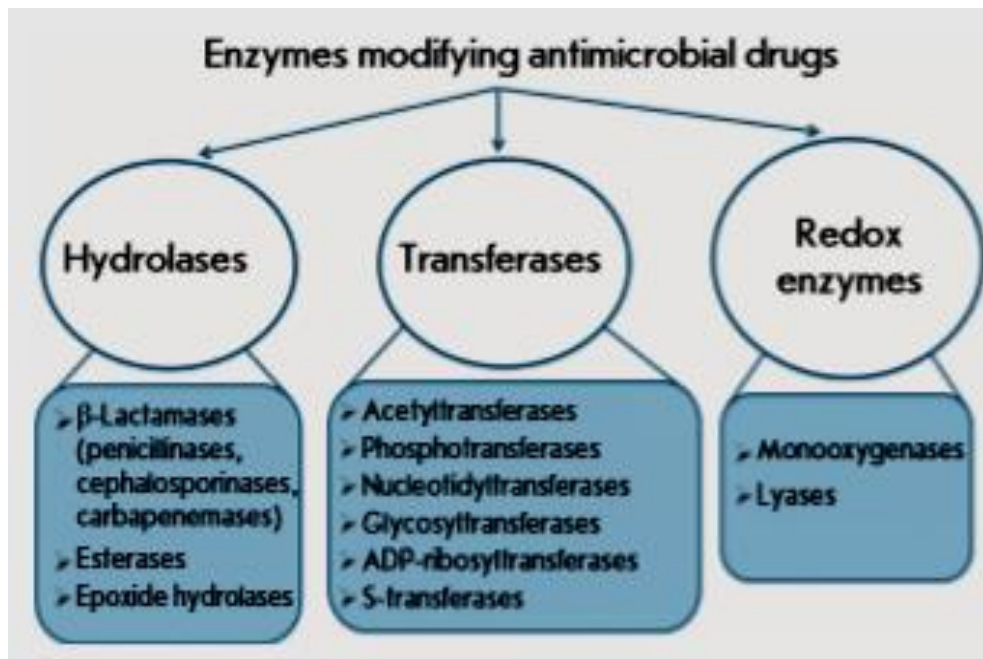 Enzymes modifying antimicrobial drugs
Hydrolases
β-Lactamases
(penicillinases,
cephalosporinases,
carbapenemases)
Esterases
Epoxide hydrolases
Transferases
Acetyltransferases
Phosphotransferases
Nucleotidyltransferases
Glycosyltransferases
ADP-ribosyltransferases
S-transferases
Redox
enzymes
Monooxygenases
Lyases